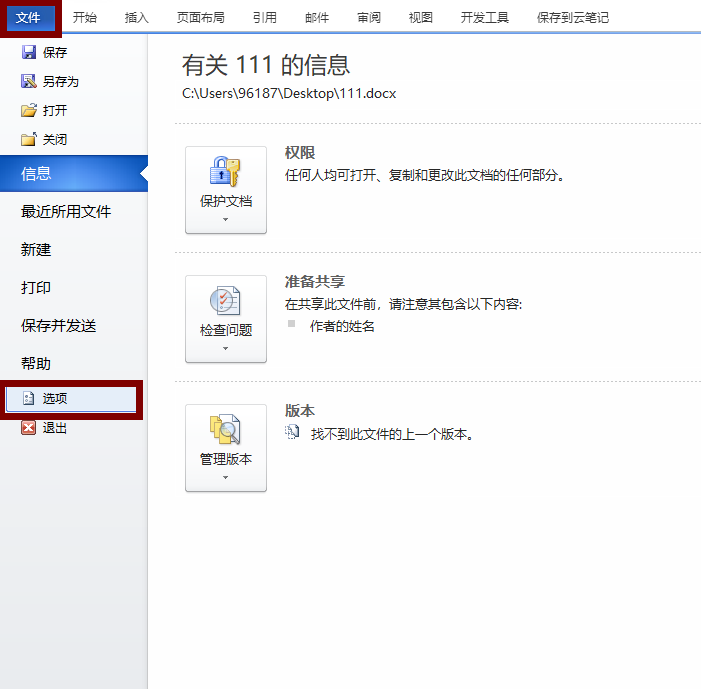 文件 开始 插入 页面布局 引用 邮件 审阅 视图 开发工具 保存到云笔记
保存
另存为
打开
关闭
信息
最近所用文件
新建
打印
保存并发送
帮助
选项
退出
有关 111 的信息
C:\Users\96187\Desktop\111.docx
保护文档
权限
任何人均可打开、复制和更改此文档的任何部分。
检查问题
准备共享
在共享此文件前，请注意其包含以下内容:
作者的姓名
管理版本
版本
找不到此文件的上一个版本。